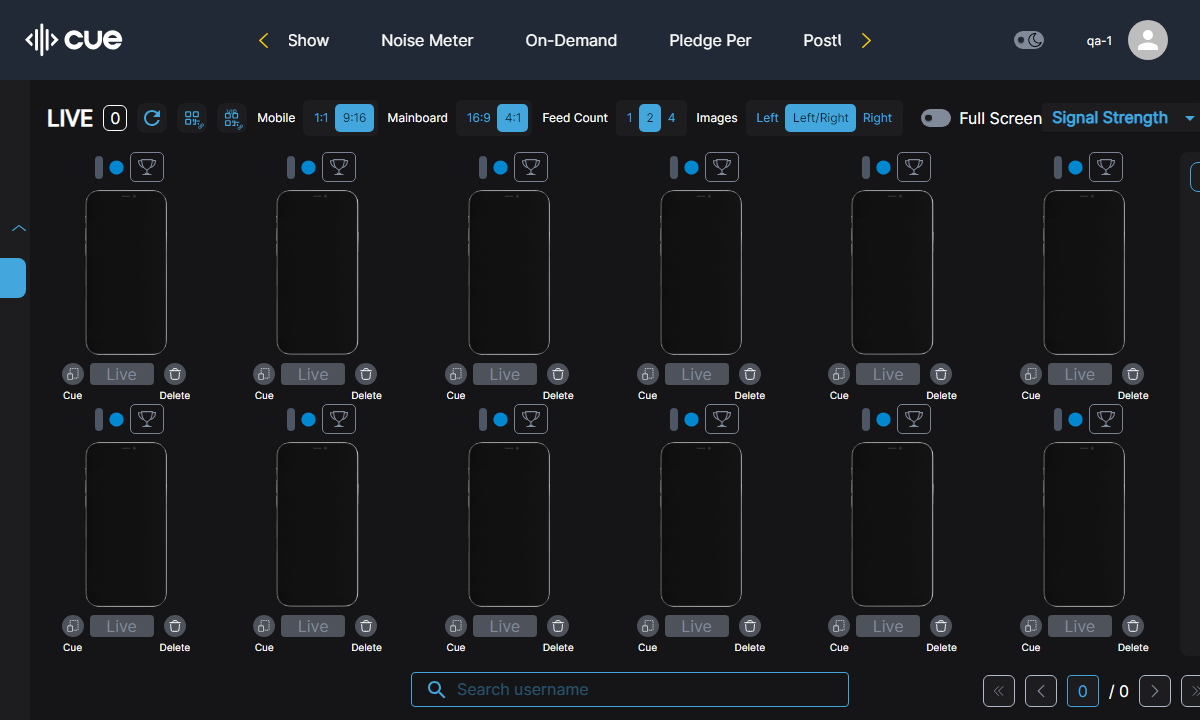 cue Show Noise Meter On-Demand Pledge Per qa-1
LIVE 0 Mobile 1:1 9:16 Mainboard 16:9 4:1 Feed Count 1 2 4 Images Left Left/Right Right Full Screen Signal Strength
Live Live Live Live Live Live
Cue Delete Cue Delete Cue Delete Cue Delete Cue Delete Cue Delete
Live Live Live Live Live Live
Cue Delete Cue Delete Cue Delete Cue Delete Cue Delete Cue Delete
Search username 0 / 0